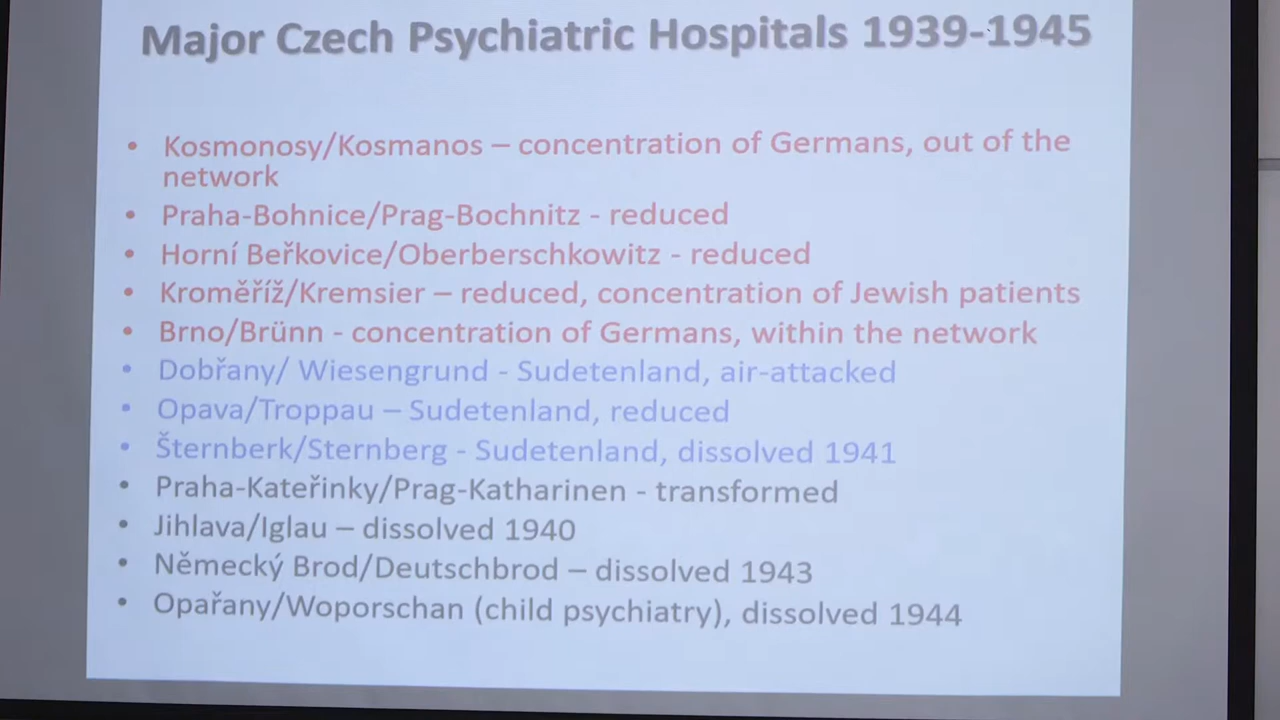 Major Czech Psychiatric Hospitals 1939-1945
• Kosmonosy/Kosmanos – concentration of Germans, out of the
network
• Praha-Bohnice/Prag-Bochnitz - reduced
• Horní Beřkovice/Oberberschkowitz - reduced
• Kroměříž/Kremsier – reduced, concentration of Jewish patients
• Brno/Brünn - concentration of Germans, within the network
• Dobřany/ Wiesengrund - Sudetenland, air-attacked
• Opava/Troppau – Sudetenland, reduced
• Šternberk/Sternberg - Sudetenland, dissolved 1941
• Praha-Kateřinky/Prag-Katharinen - transformed
• Jihlava/Iglau – dissolved 1940
• Německý Brod/Deutschbrod – dissolved 1943
• Opařany/Woporschan (child psychiatry), dissolved 1944